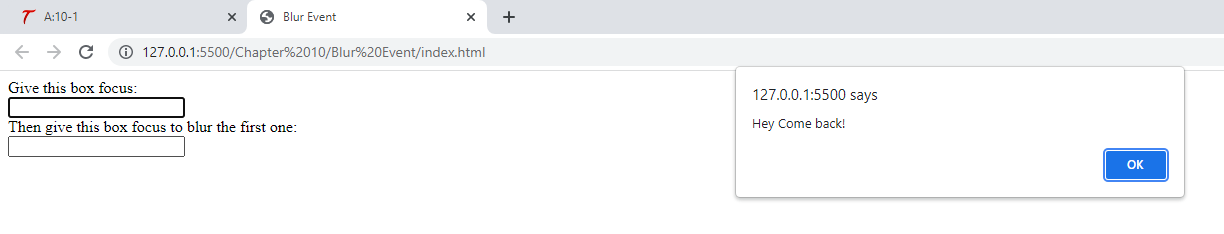 A:10-1
Blur Event
127.0.0.1:5500/Chapter%2010/Blur%20Event/index.html
Give this box focus:
Then give this box focus to blur the first one:
127.0.0.1:5500 says
Hey Come back!
OK